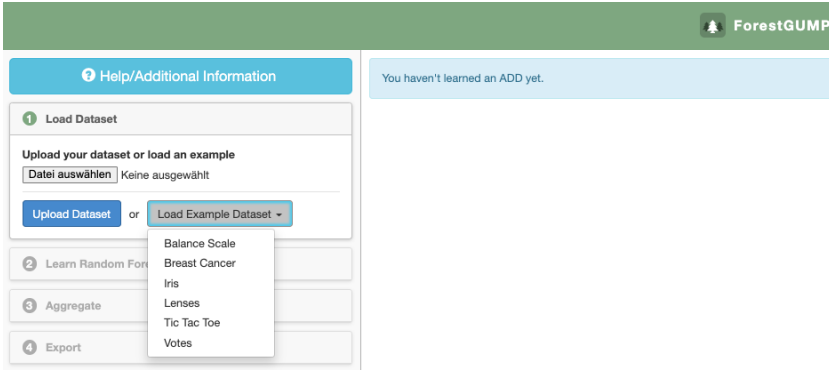 ForestGUMP
Help/Additional Information
You haven't learned an ADD yet.
1 Load Dataset
Upload your dataset or load an example
Datei auswählen Keine ausgewählt
Upload Dataset or Load Example Dataset
Balance Scale
Breast Cancer
Iris
Lenses
Tic Tac Toe
Votes
2 Learn Random Fore
3 Aggregate
4 Export